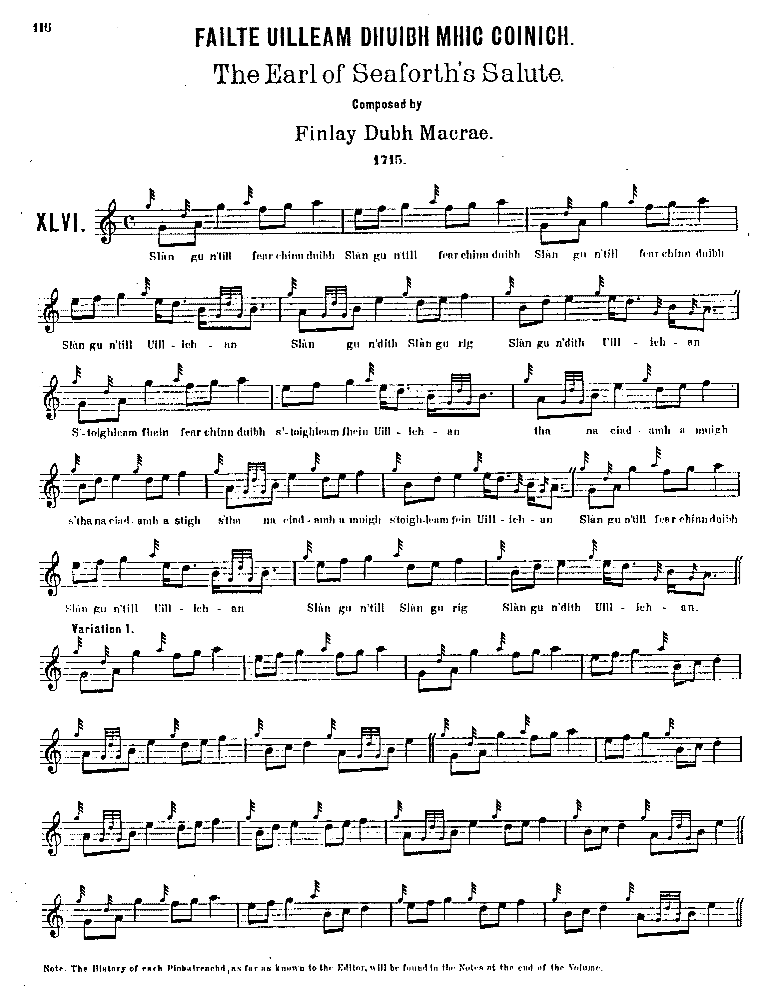 116
FAILTE UILLEAM DHUIBH MHIC COINICH.
The Earl of Seaforth's Salute.
Composed by
Finlay Dubh Macrae.
1715.
XLVI.
Slàn gu n'till fear chinn duibh Slàn gu n'till fear chinn duibh Slàn gu n'till fear chinn duibh
Slàn gu n'till Uill - ich - an Slàn gu n'dith Slàn gu rig Slàn gu n'dith Uill - ich - an
S'-toighleam fhein fear chinn duibh s'-toighleam fhein Uill - ich - an tha na ciad - amh a muigh
s'tha na ciad - amh a stigh s'tha na ciad - amh a muigh s'toigh-leam fein Uill - ich - an Slàn gu n'till fear chinn duibh
Slàn gu n'till Uill - ich - an Slàn gu n'till Slàn gu rig Slàn gu n'dith Uill - ich - an.
Variation 1.
Note._The History of each Piobaireachd, as far as known to the Editor, will be found in the Notes at the end of the Volume.